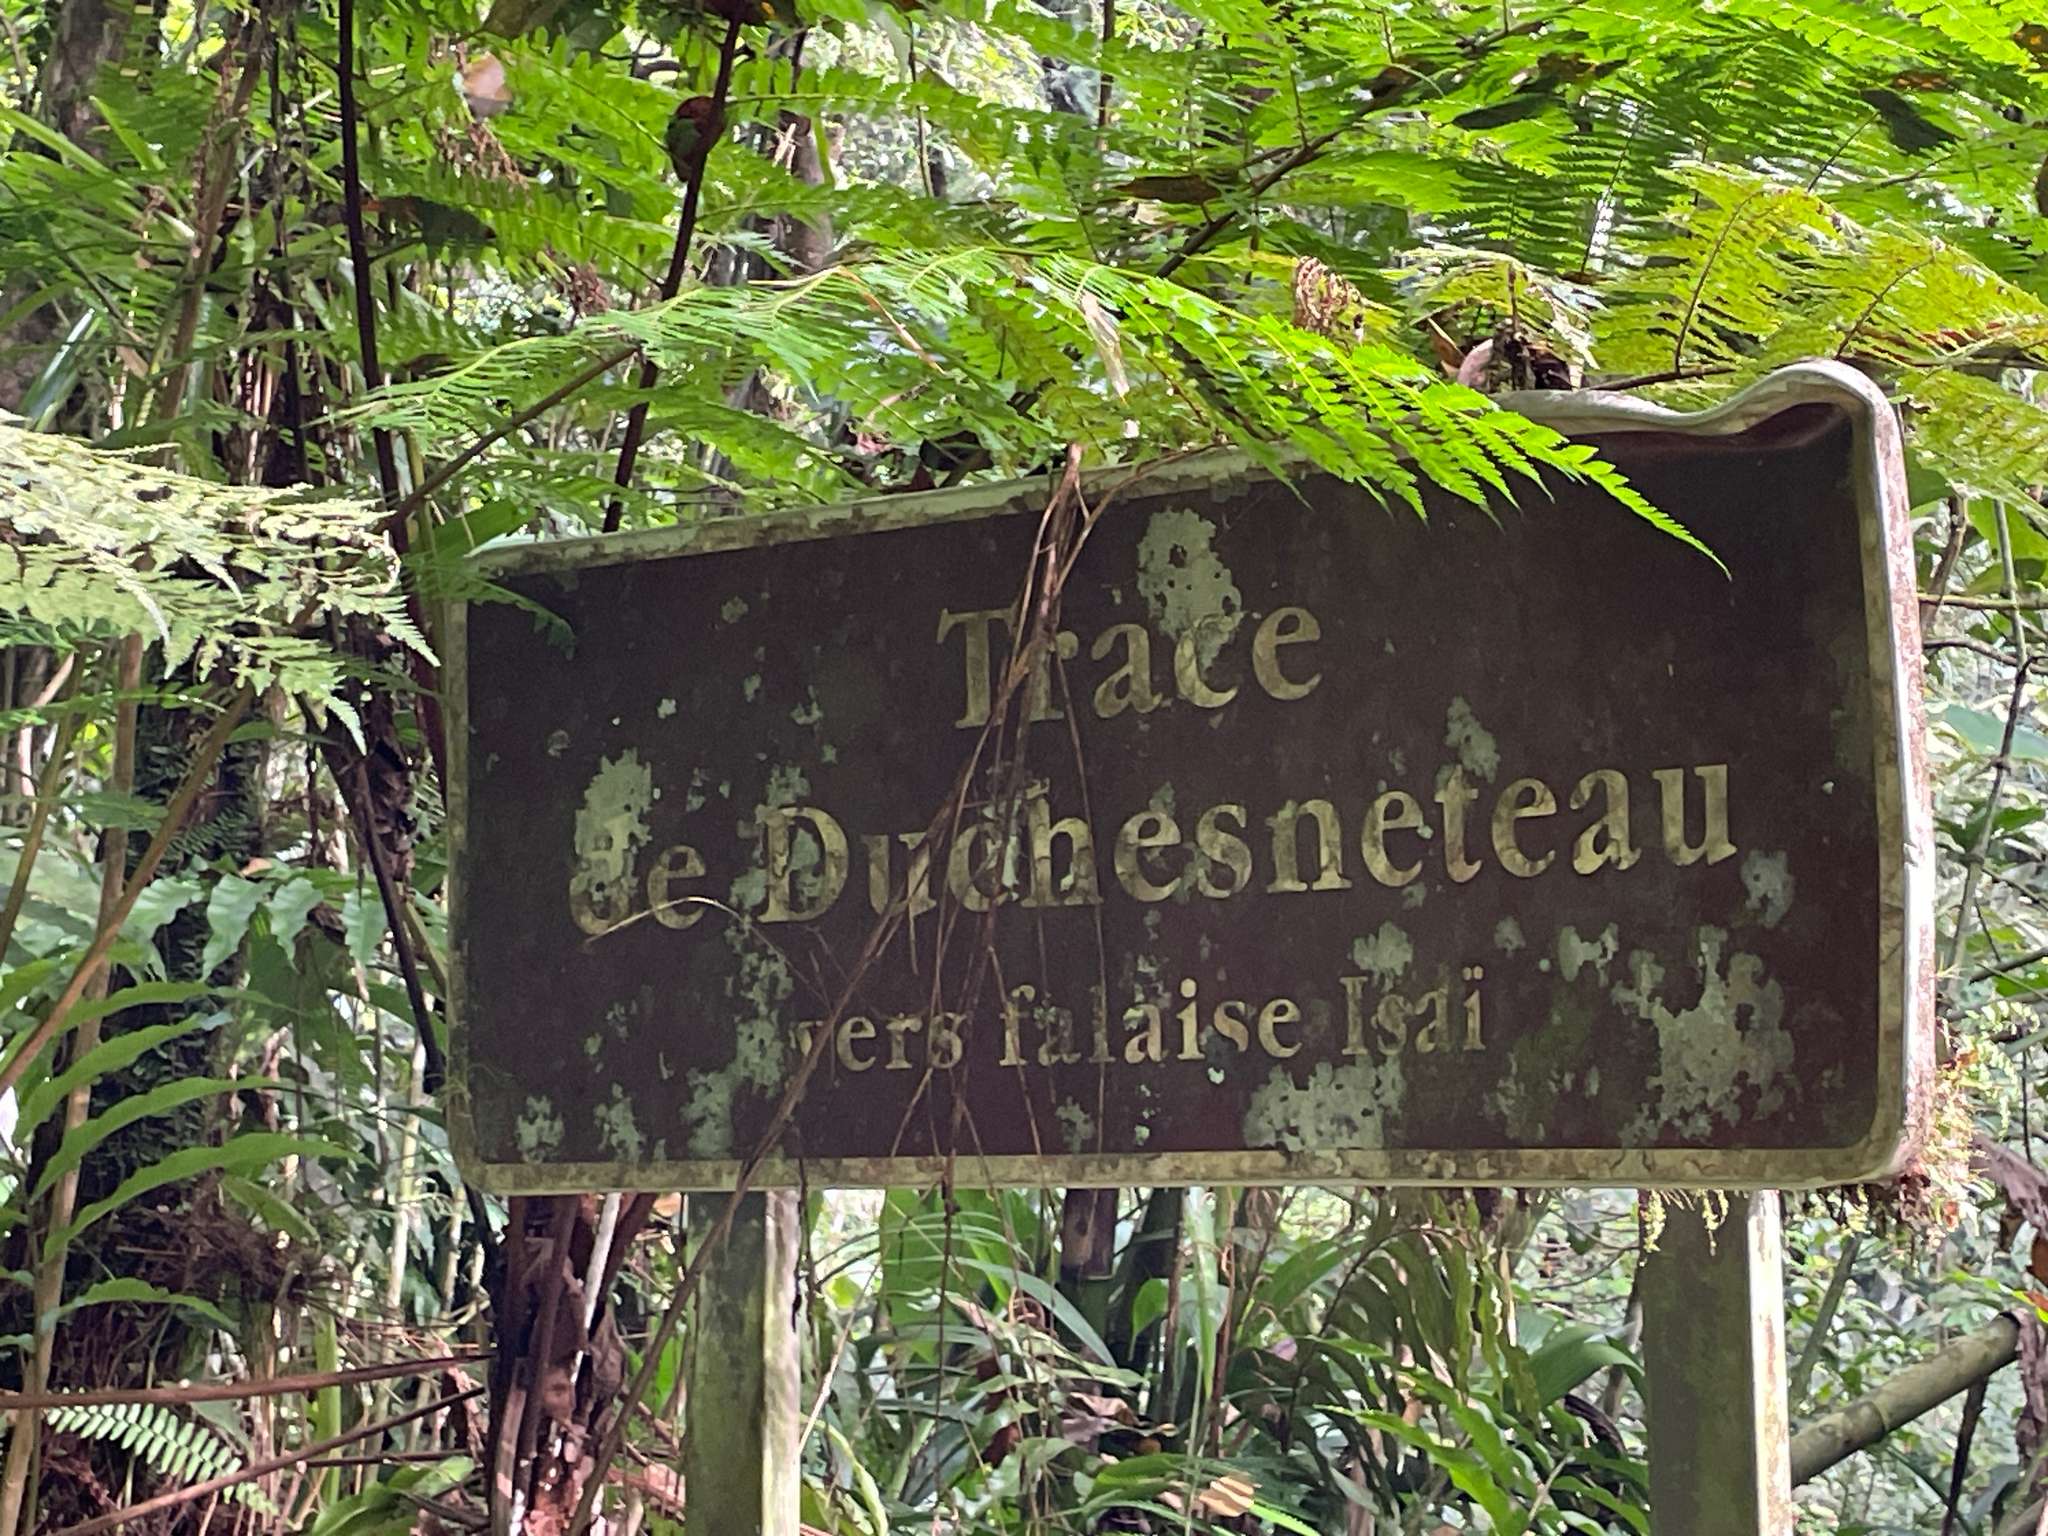 Trace
de Duchesneteau
vers falaise Isaï